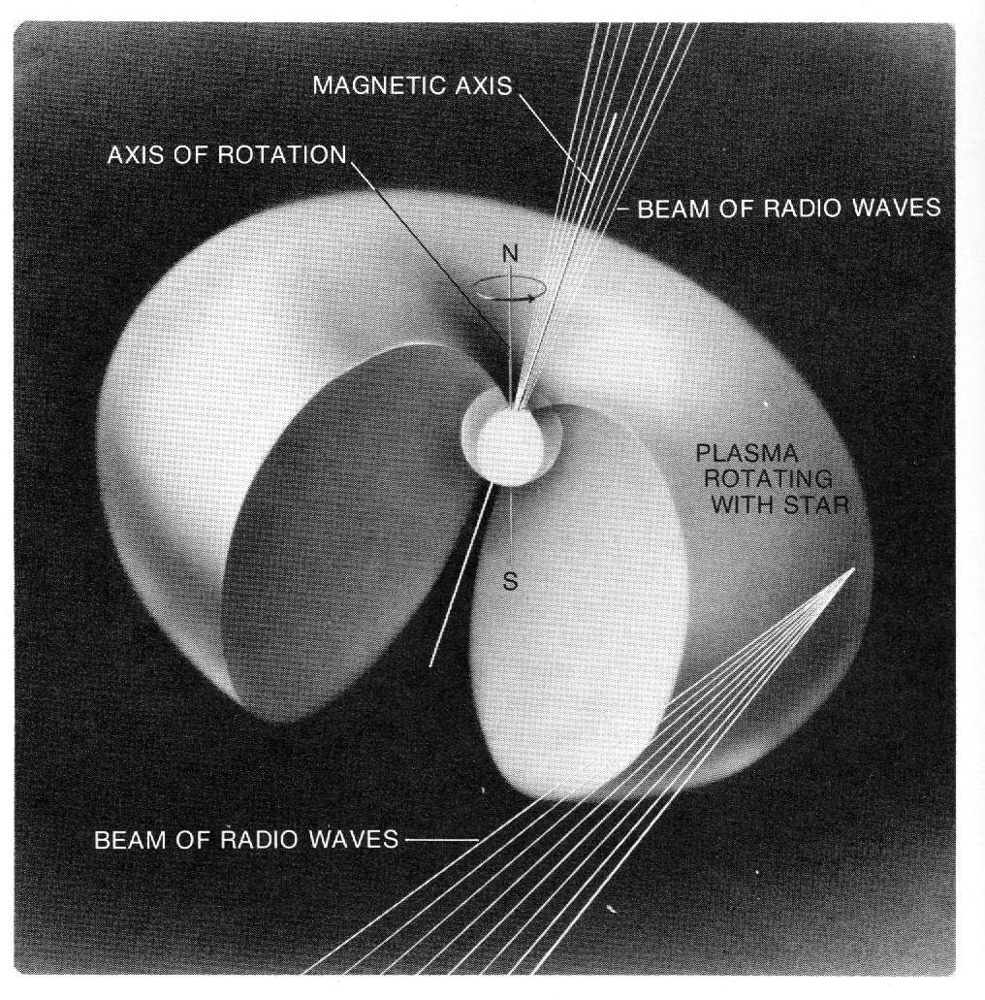 MAGNETIC AXIS
AXIS OF ROTATION
BEAM OF RADIO WAVES
N
PLASMA
ROTATING
WITH STAR
S
BEAM OF RADIO WAVES